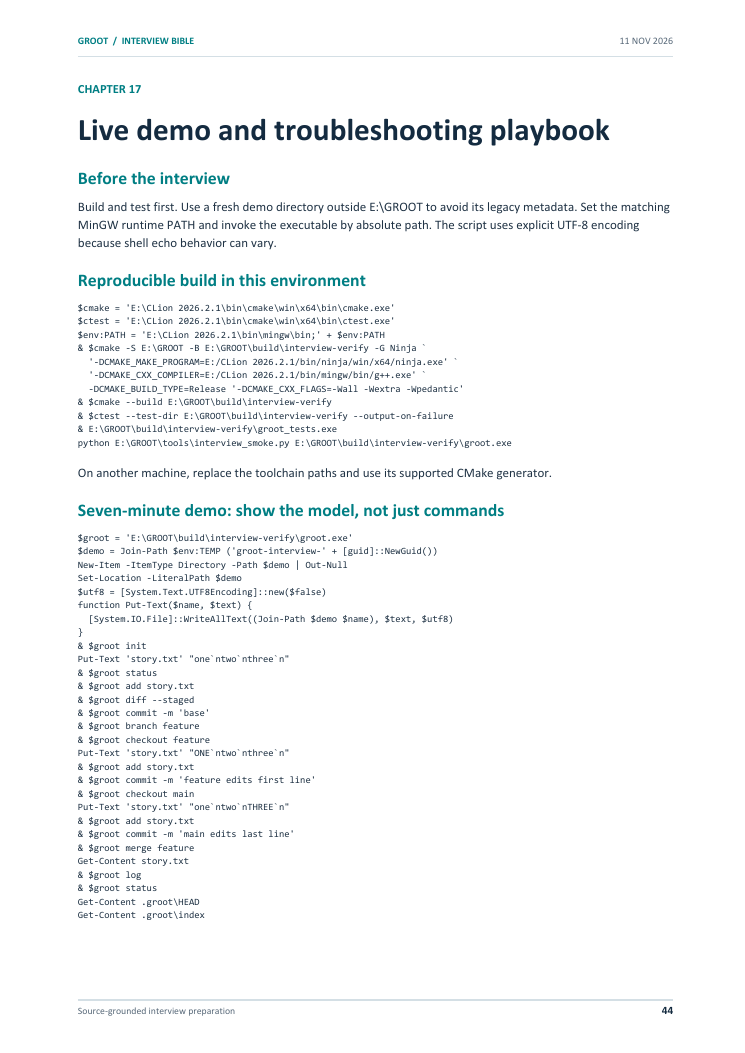 GROOT / INTERVIEW BIBLE
11 NOV 2026
CHAPTER 17
Live demo and troubleshooting playbook
Before the interview
Build and test first. Use a fresh demo directory outside E:\GROOT to avoid its legacy metadata. Set the matching
MinGW runtime PATH and invoke the executable by absolute path. The script uses explicit UTF-8 encoding
because shell echo behavior can vary.
Reproducible build in this environment
$cmake = 'E:\CLion 2026.2.1\bin\cmake\win\x64\bin\cmake.exe'
$ctest = 'E:\CLion 2026.2.1\bin\cmake\win\x64\bin\ctest.exe'
$env:PATH = 'E:\CLion 2026.2.1\bin\mingw\bin;' + $env:PATH
& $cmake -S E:\GROOT -B E:\GROOT\build\interview-verify -G Ninja `
  '-DCMAKE_MAKE_PROGRAM=E:/CLion 2026.2.1/bin/ninja/win/x64/ninja.exe' `
  '-DCMAKE_CXX_COMPILER=E:/CLion 2026.2.1/bin/mingw/bin/g++.exe' `
  -DCMAKE_BUILD_TYPE=Release '-DCMAKE_CXX_FLAGS=-Wall -Wextra -Wpedantic'
& $cmake --build E:\GROOT\build\interview-verify
& $ctest --test-dir E:\GROOT\build\interview-verify --output-on-failure
& E:\GROOT\build\interview-verify\groot_tests.exe
python E:\GROOT\tools\interview_smoke.py E:\GROOT\build\interview-verify\groot.exe
On another machine, replace the toolchain paths and use its supported CMake generator.
Seven-minute demo: show the model, not just commands
$groot = 'E:\GROOT\build\interview-verify\groot.exe'
$demo = Join-Path $env:TEMP ('groot-interview-' + [guid]::NewGuid())
New-Item -ItemType Directory -Path $demo | Out-Null
Set-Location -LiteralPath $demo
$utf8 = [System.Text.UTF8Encoding]::new($false)
function Put-Text($name, $text) {
  [System.IO.File]::WriteAllText((Join-Path $demo $name), $text, $utf8)
}
& $groot init
Put-Text 'story.txt' "one`ntwo`nthree`n"
& $groot status
& $groot add story.txt
& $groot diff --staged
& $groot commit -m 'base'
& $groot branch feature
& $groot checkout feature
Put-Text 'story.txt' "ONE`ntwo`nthree`n"
& $groot add story.txt
& $groot commit -m 'feature edits first line'
& $groot checkout main
Put-Text 'story.txt' "one`ntwo`nTHREE`n"
& $groot add story.txt
& $groot commit -m 'main edits last line'
& $groot merge feature
Get-Content story.txt
& $groot log
& $groot status
Get-Content .groot\HEAD
Get-Content .groot\index
Source-grounded interview preparation
44